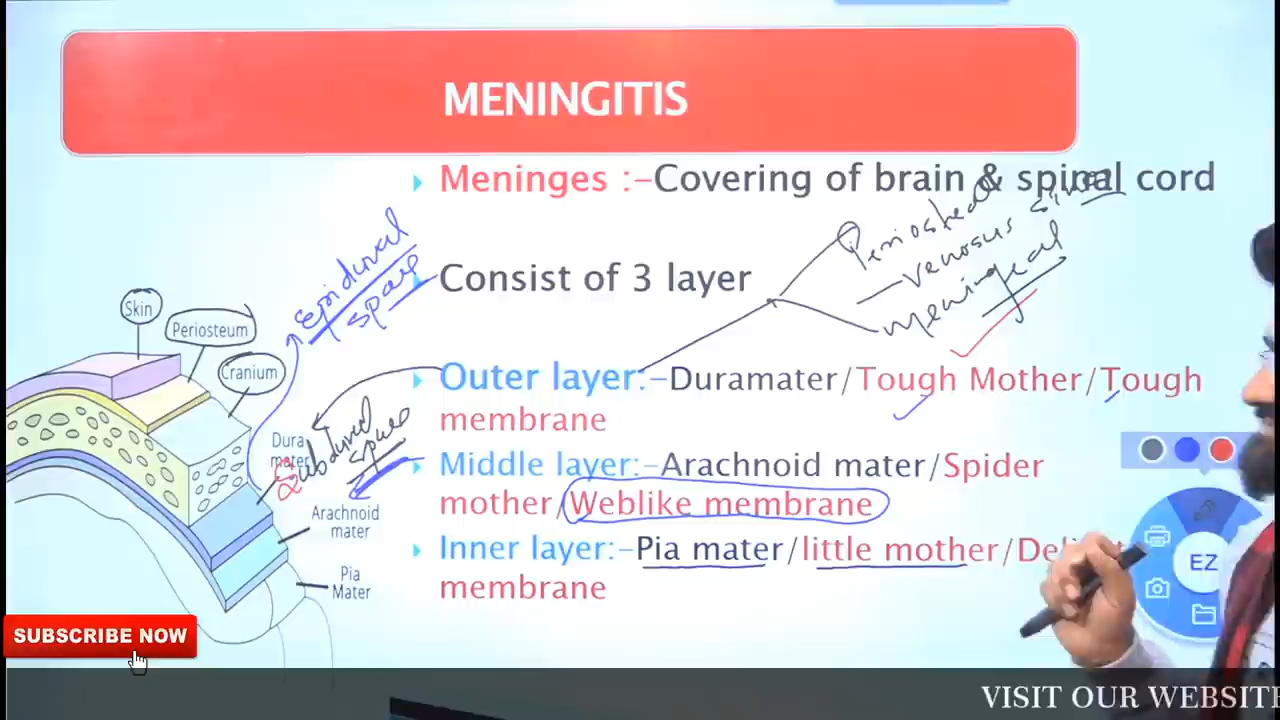 MENINGITIS
Meninges :-Covering of brain & spinal cord
Periosteal
venosus sinus
meningeal
Consist of 3 layer
Epidural
space
Skin
Periosteum
Cranium
Outer layer:-Duramater/Tough Mother/Tough
membrane
Dura
mater
subdural
space
Middle layer:-Arachnoid mater/Spider
mother/Weblike membrane
Arachnoid
mater
Inner layer:-Pia mater/little mother/
membrane
Pia
Mater
EZ
SUBSCRIBE NOW
VISIT OUR WEBSITE